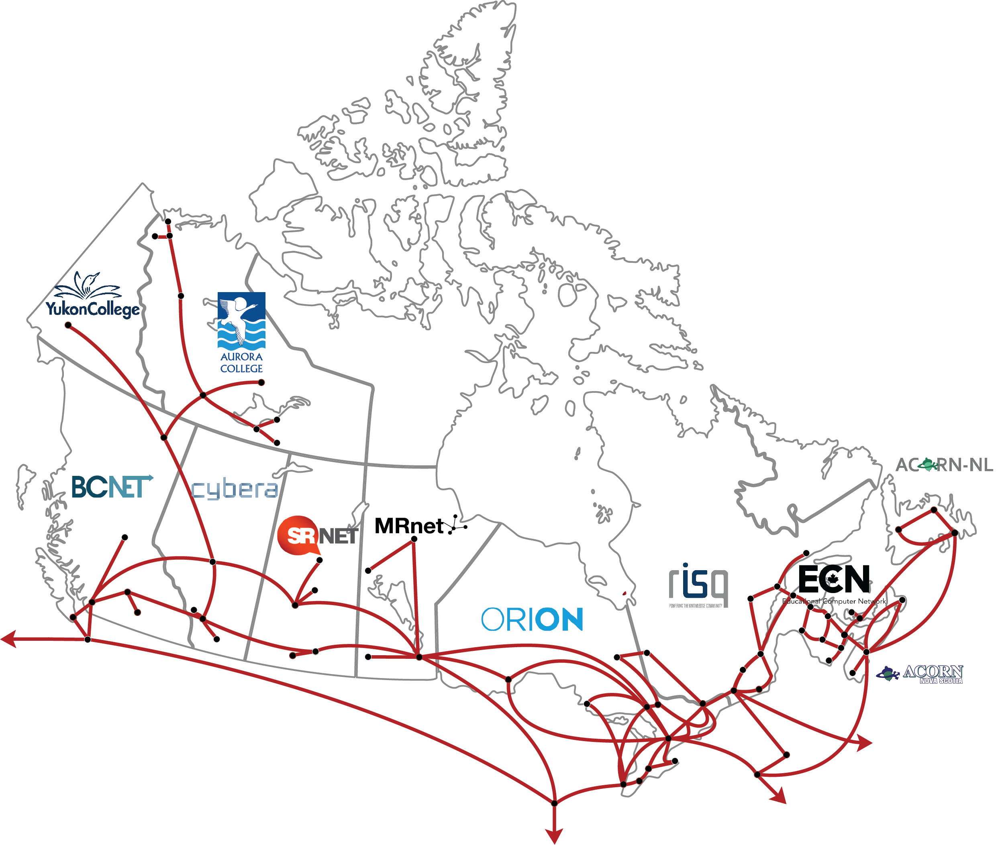 YukonCollege
AURORA
COLLEGE
BCNET
cybera
SRNET
MRnet
ACORN-NL
risq
POWERING THE KNOWLEDGE COMMUNITY
ECN
Educational Computer Network
ORION
ACORN
NOVA SCOTIA